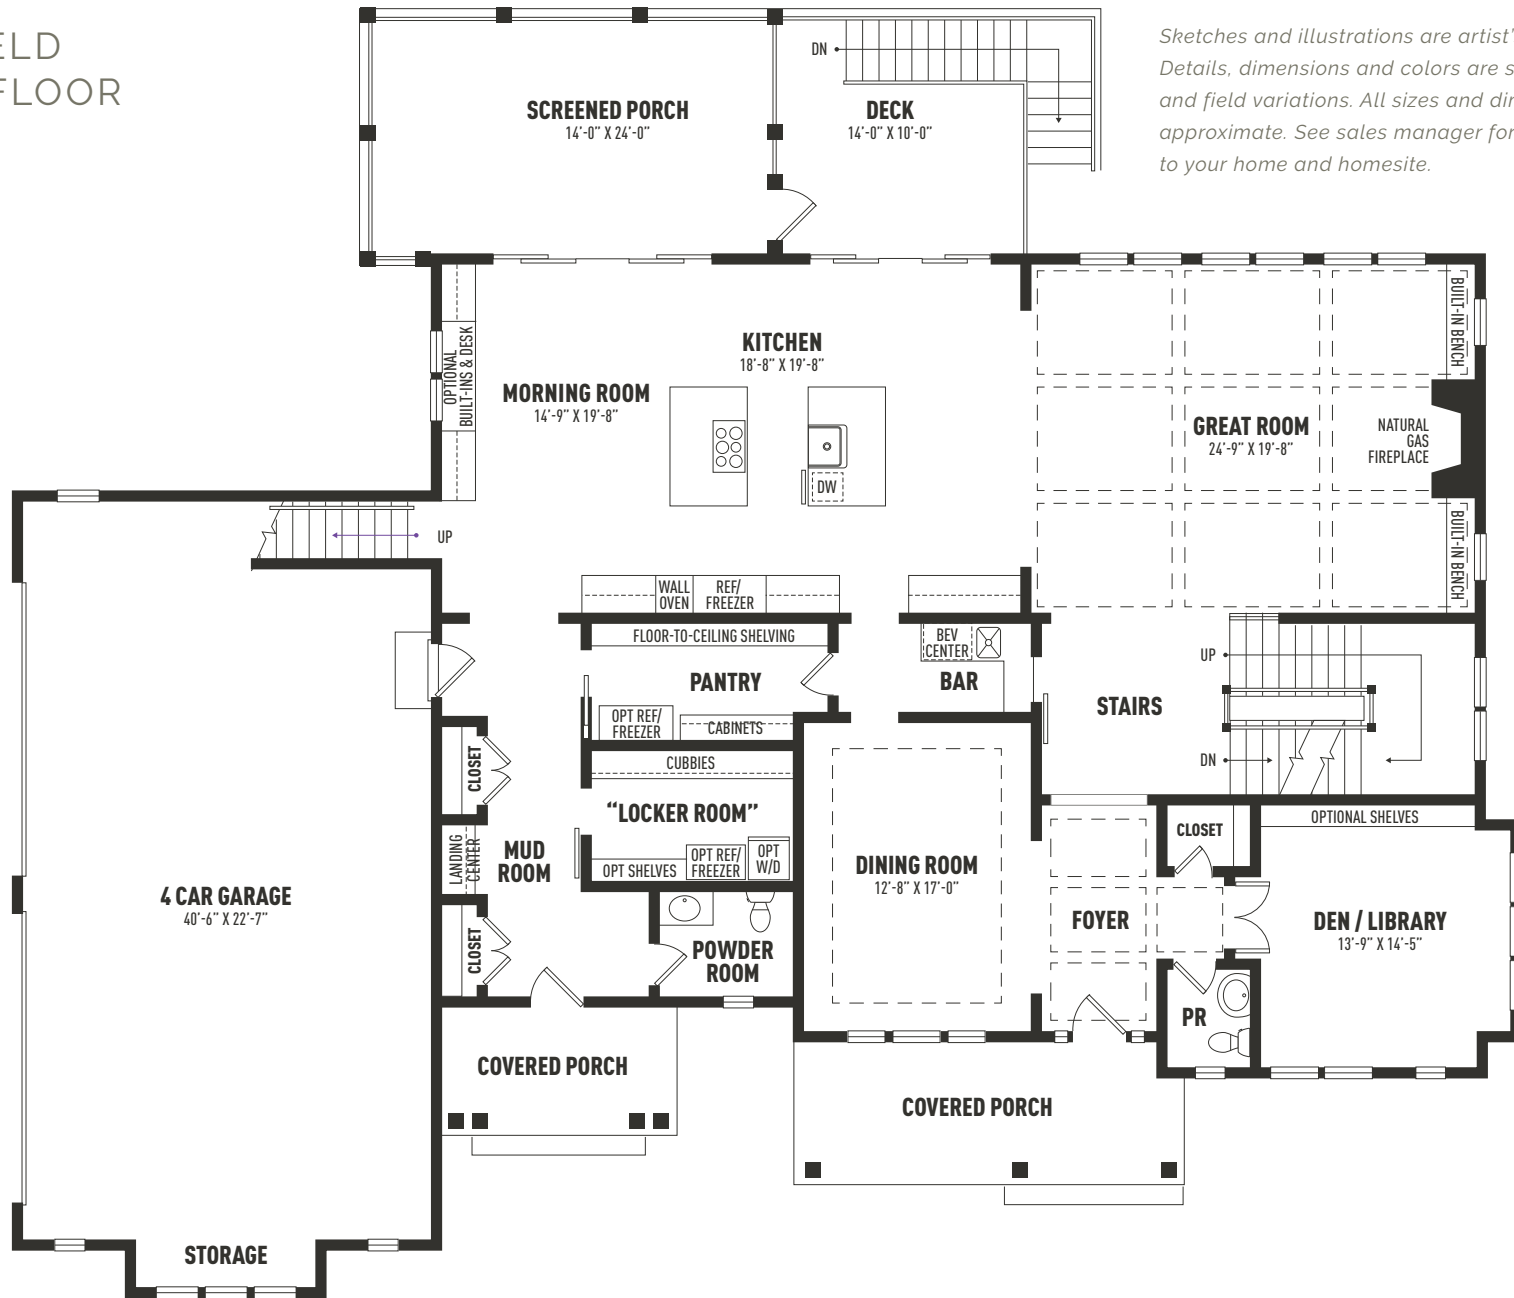 ELD
FLOOR
Sketches and illustrations are artist'
Details, dimensions and colors are s
and field variations. All sizes and di
approximate. See sales manager for
to your home and homesite.
DN
SCREENED PORCH
14'-0" X 24'-0"
DECK
14'-0" X 10'-0"
OPTIONAL
BUILT-INS & DESK
MORNING ROOM
14'-9" X 19'-8"
KITCHEN
18'-8" X 19'-8"
DW
GREAT ROOM
24'-9" X 19'-8"
BUILT-IN BENCH
NATURAL
GAS
FIREPLACE
BUILT-IN BENCH
UP
WALL
OVEN
REF/
FREEZER
FLOOR-TO-CEILING SHELVING
PANTRY
OPT REF/
FREEZER
CABINETS
BEV
CENTER
BAR
UP
STAIRS
DN
CLOSET
CUBBIES
"LOCKER ROOM"
OPT SHELVES
OPT REF/
FREEZER
OPT
W/D
LANDING
CENTER
MUD
ROOM
CLOSET
POWDER
ROOM
4 CAR GARAGE
40'-6" X 22'-7"
DINING ROOM
12'-8" X 17'-0"
CLOSET
OPTIONAL SHELVES
FOYER
DEN / LIBRARY
13'-9" X 14'-5"
PR
COVERED PORCH
COVERED PORCH
STORAGE